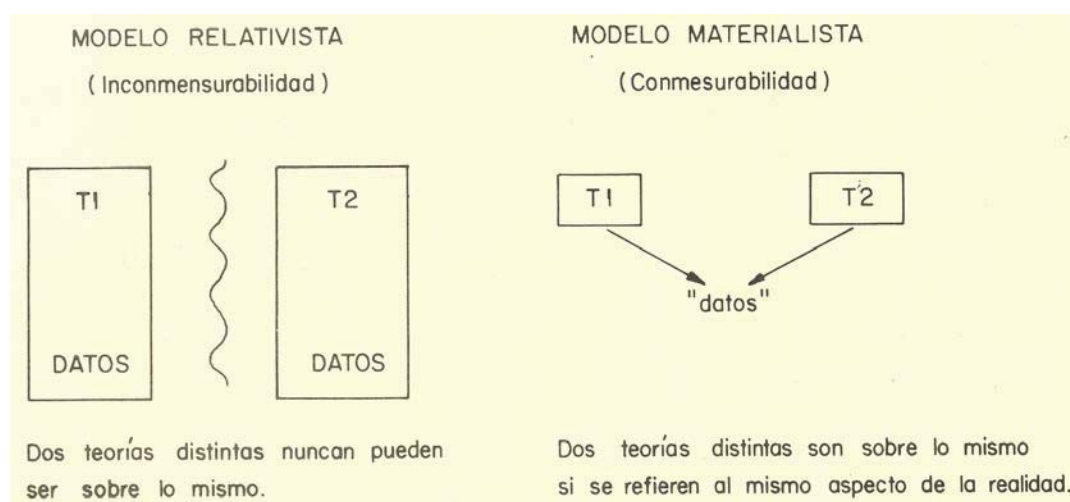 MODELO RELATIVISTA
(Inconmensurabilidad)
T1
T2
DATOS
DATOS
Dos teorías distintas nuncan pueden
ser sobre lo mismo.
MODELO MATERIALISTA
(Conmesurabilidad)
T1
T2
"datos"
Dos teorías distintas son sobre lo mismo
si se refieren al mismo aspecto de la realidad.